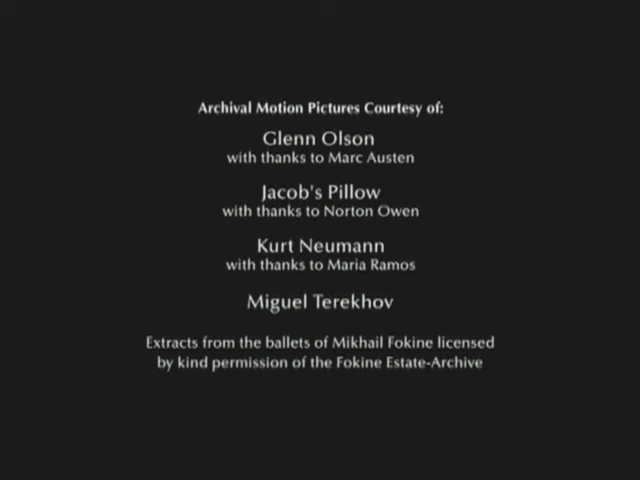 Archival Motion Pictures Courtesy of:
Glenn Olson
with thanks to Marc Austen
Jacob's Pillow
with thanks to Norton Owen
Kurt Neumann
with thanks to Maria Ramos
Miguel Terekhov
Extracts from the ballets of Mikhail Fokine licensed
by kind permission of the Fokine Estate-Archive